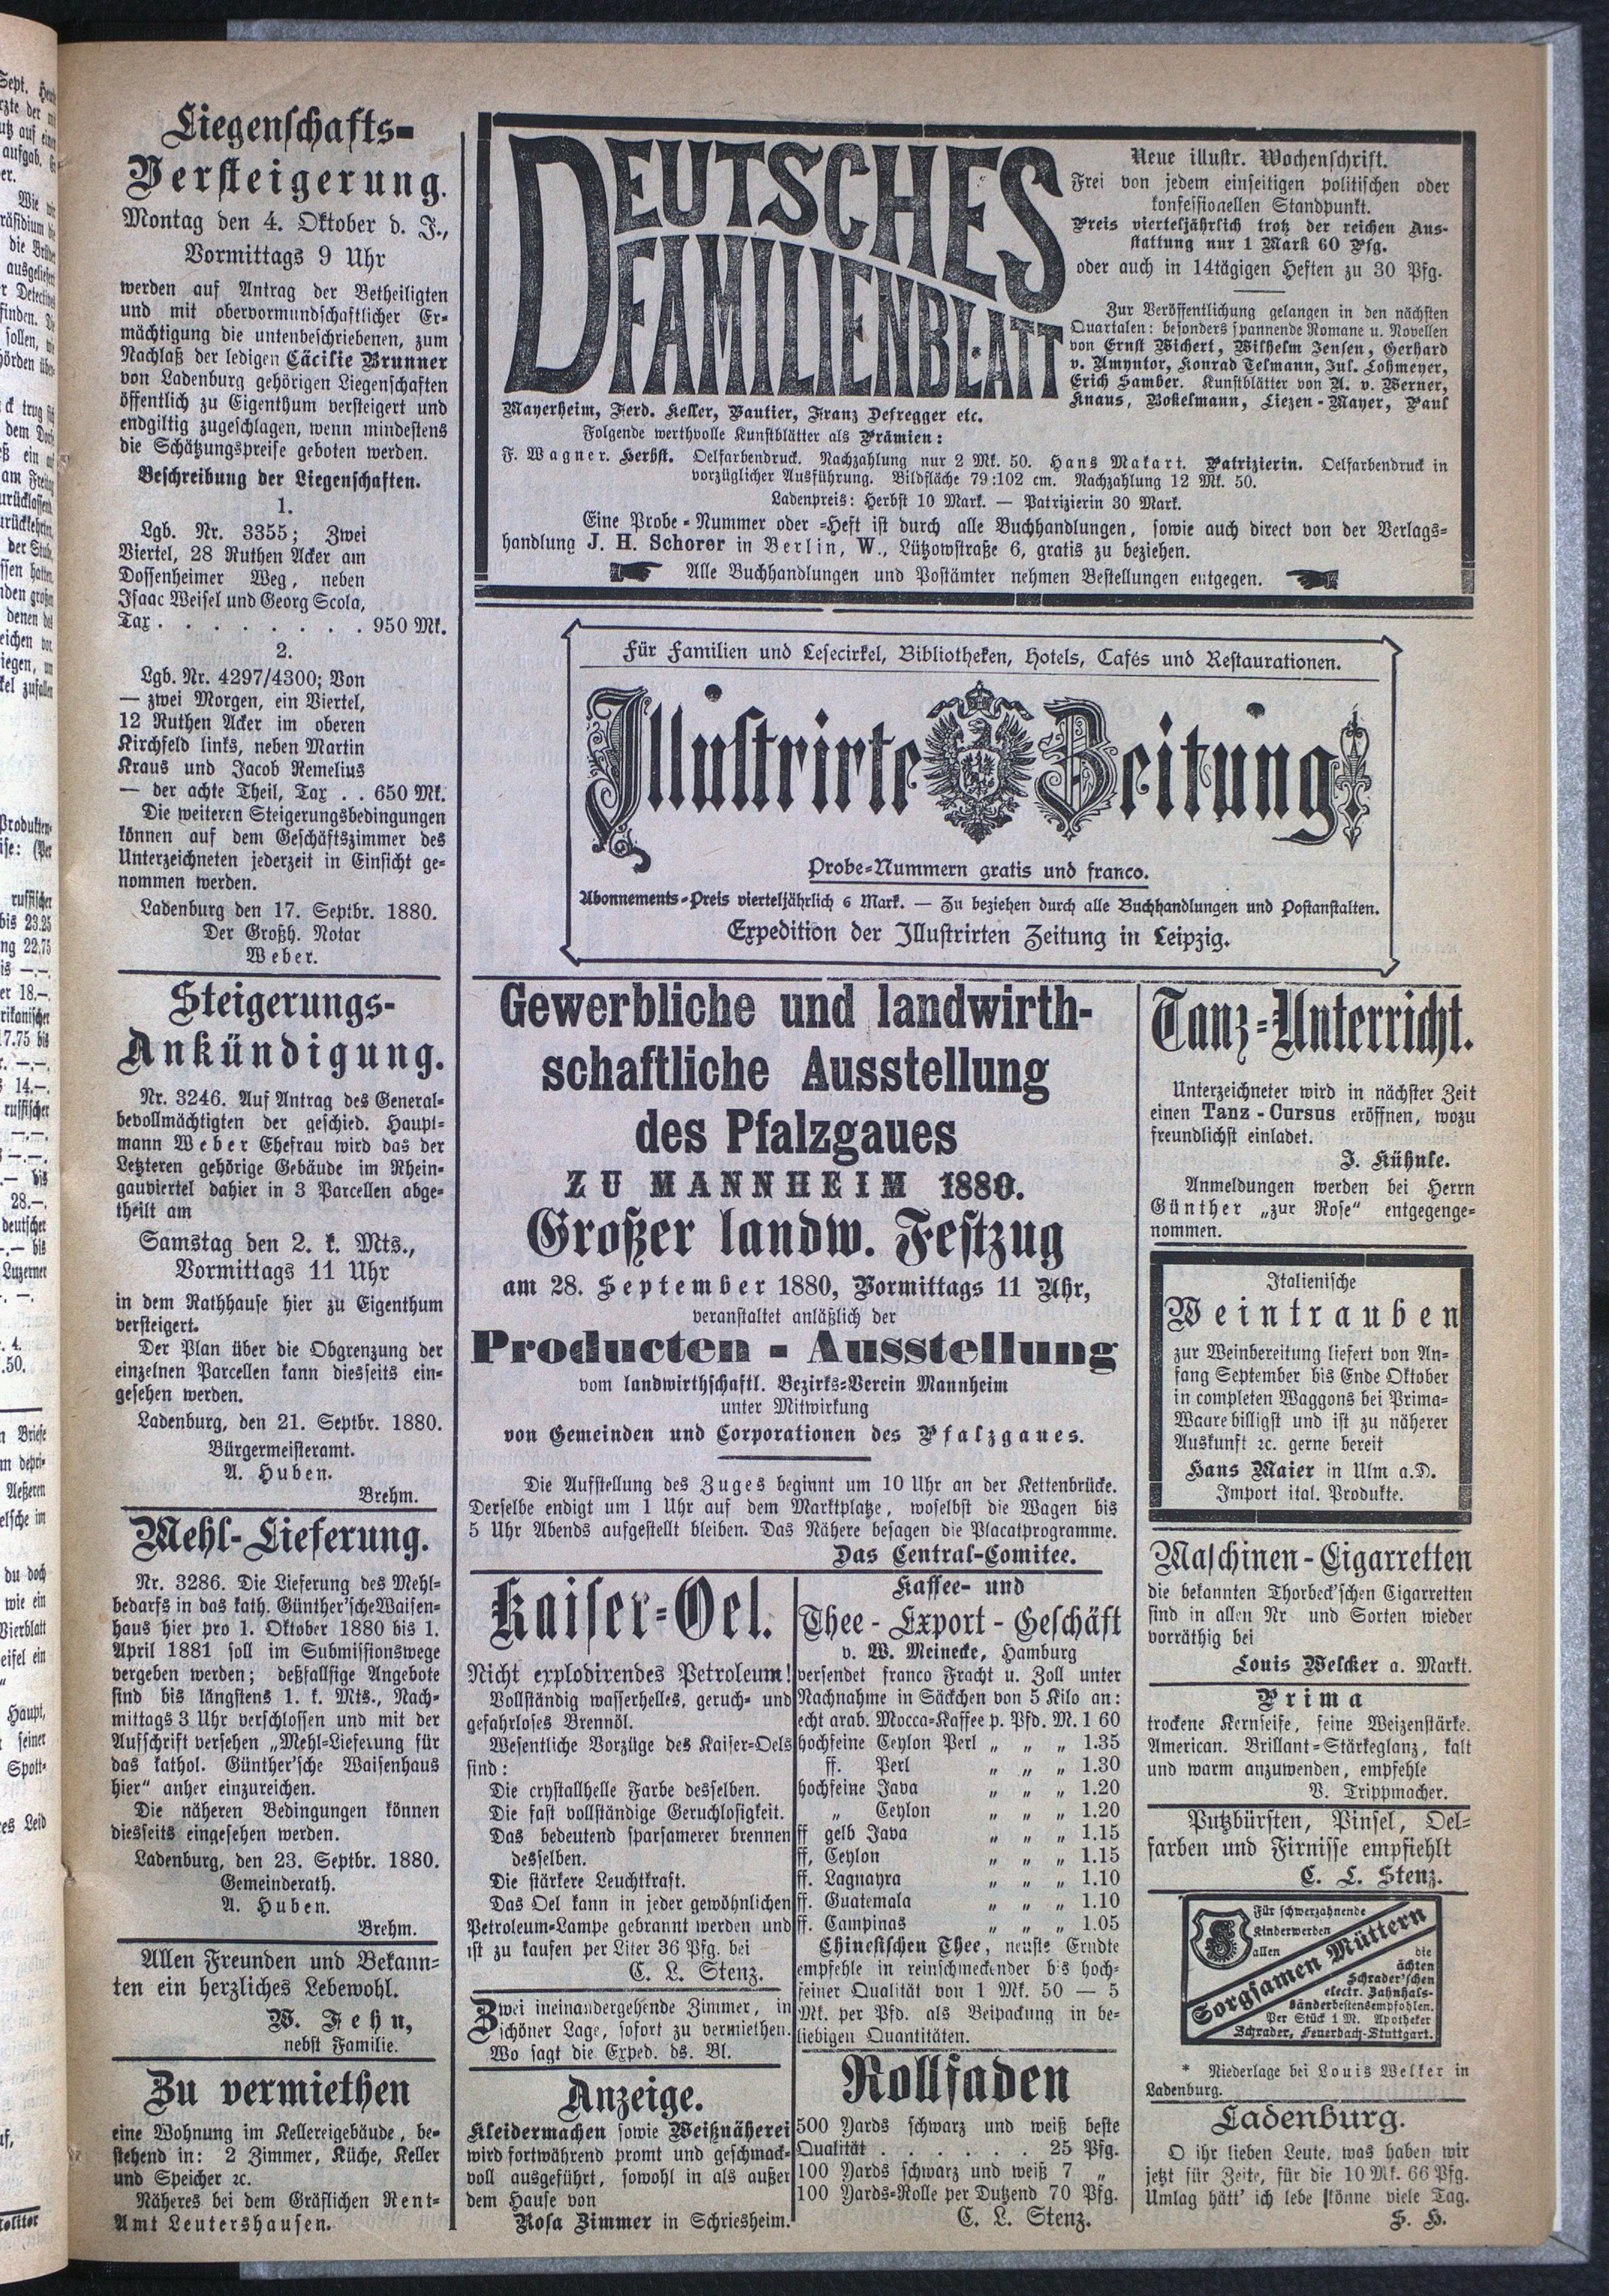 Liegenschafts-
Versteigerung.
Montag den 4. Oktober d. J.,
Vormittags 9 Uhr
werden auf Antrag der Betheiligten
und mit obervormundschaftlicher Er-
mächtigung die untenbeschriebenen, zum
Nachlaß der ledigen Cäcilie Brunner
von Ladenburg gehörigen Liegenschaften
öffentlich zu Eigenthum versteigert und
endgiltig zugeschlagen, wenn mindestens
die Schätzungspreise geboten werden.
Beschreibung der Liegenschaften.
1.
Lgb. Nr. 3355; Zwei
Viertel, 28 Ruthen Acker am
Dossenheimer Weg, neben
Isaac Weisel und Georg Scola,
Tax . . . . . . . . 950 Mk.
2.
Lgb. Nr. 4297/4300; Von
— zwei Morgen, ein Viertel,
12 Ruthen Acker im oberen
Kirchfeld links, neben Martin
Kraus und Jacob Remelius
— der achte Theil, Tax . . 650 Mk.
Die weiteren Steigerungsbedingungen
können auf dem Geschäftszimmer des
Unterzeichneten jederzeit in Einsicht ge-
nommen werden.
Ladenburg den 17. Septbr. 1880.
Der Großh. Notar
Weber.
Steigerungs-
Ankündigung.
Nr. 3246. Auf Antrag des General-
bevollmächtigten der geschied. Haupt-
mann Weber Ehefrau wird das der
Letzteren gehörige Gebäude im Rhein-
gauviertel dahier in 3 Parcellen abge-
theilt am
Samstag den 2. k. Mts.,
Vormittags 11 Uhr
in dem Rathhause hier zu Eigenthum
versteigert.
Der Plan über die Obgrenzung der
einzelnen Parcellen kann diesseits ein-
gesehen werden.
Ladenburg, den 21. Septbr. 1880.
Bürgermeisteramt.
A. Huben.
Brehm.
Mehl-Lieferung.
Nr. 3286. Die Lieferung des Mehl-
bedarfs in das kath. Günther'sche Waisen-
haus hier pro 1. Oktober 1880 bis 1.
April 1881 soll im Submissionswege
vergeben werden; deßfallsige Angebote
sind bis längstens 1. k. Mts., Nach-
mittags 3 Uhr verschlossen und mit der
Aufschrift versehen „Mehl-Lieferung für
das kathol. Günther'sche Waisenhaus
hier“ anher einzureichen.
Die näheren Bedingungen können
diesseits eingesehen werden.
Ladenburg, den 23. Septbr. 1880.
Gemeinderath.
A. Huben.
Brehm.
Allen Freunden und Bekann-
ten ein herzliches Lebewohl.
W. Fehn,
nebst Familie.
Zu vermiethen
eine Wohnung im Kellereigebäude, be-
stehend in: 2 Zimmer, Küche, Keller
und Speicher ꝛc.
Näheres bei dem Gräflichen Rent-
Amt Leutershausen.
DEUTSCHES
FAMILIENBLATT
Neue illustr. Wochenschrift.
Frei von jedem einseitigen politischen oder
konfessionellen Standpunkt.
Preis vierteljährlich trotz der reichen Aus-
stattung nur 1 Mark 60 Pfg.
oder auch in 14tägigen Heften zu 30 Pfg.
Zur Veröffentlichung gelangen in den nächsten
Quartalen: besonders spannende Romane u. Novellen
von Ernst Wichert, Wilhelm Jensen, Gerhard
v. Amyntor, Konrad Telmann, Jul. Lohmeyer,
Erich Samber. Kunstblätter von A. v. Werner,
Knaus, Bokelmann, Liezen-Mayer, Paul
Mayerheim, Ferd. Keller, Vautier, Franz Defregger etc.
Folgende werthvolle Kunstblätter als Prämien:
F. Wagner. Herbst. Oelfarbendruck. Nachzahlung nur 2 Mk. 50. Hans Makart. Patrizierin. Oelfarbendruck in
vorzüglicher Ausführung. Bildfläche 79:102 cm. Nachzahlung 12 Mk. 50.
Ladenpreis: Herbst 10 Mark. — Patrizierin 30 Mark.
Eine Probe-Nummer oder -Heft ist durch alle Buchhandlungen, sowie auch direct von der Verlags-
handlung J. H. Schorer in Berlin, W., Lützowstraße 6, gratis zu beziehen.
Alle Buchhandlungen und Postämter nehmen Bestellungen entgegen.
Für Familien und Lesecirkel, Bibliotheken, Hotels, Cafés und Restaurationen.
Illustrirte Zeitung
Probe-Nummern gratis und franco.
Abonnements-Preis vierteljährlich 6 Mark. — Zu beziehen durch alle Buchhandlungen und Postanstalten.
Expedition der Illustrirten Zeitung in Leipzig.
Gewerbliche und landwirth-
schaftliche Ausstellung
des Pfalzgaues
ZU MANNHEIM 1880.
Großer landw. Festzug
am 28. September 1880, Vormittags 11 Uhr,
veranstaltet anläßlich der
Producten - Ausstellung
vom landwirthschaftl. Bezirks-Verein Mannheim
unter Mitwirkung
von Gemeinden und Corporationen des Pfalzgaues.
Die Aufstellung des Zuges beginnt um 10 Uhr an der Kettenbrücke.
Derselbe endigt um 1 Uhr auf dem Marktplatze, woselbst die Wagen bis
5 Uhr Abends aufgestellt bleiben. Das Nähere besagen die Placatprogramme.
Das Central-Comitee.
Kaiser-Oel.
Nicht explodirendes Petroleum!
Vollständig wasserhelles, geruch- und
gefahrloses Brennöl.
Wesentliche Vorzüge des Kaiser-Oels
sind:
Die crystallhelle Farbe desselben.
Die fast vollständige Geruchlosigkeit.
Das bedeutend sparsamerer brennen
desselben.
Die stärkere Leuchtkraft.
Das Oel kann in jeder gewöhnlichen
Petroleum-Lampe gebrannt werden und
ist zu kaufen per Liter 36 Pfg. bei
C. L. Stenz.
Zwei ineinandergehende Zimmer, in
schöner Lage, sofort zu vermiethen.
Wo sagt die Exped. ds. Bl.
Anzeige.
Kleidermachen sowie Weißnäherei
wird fortwährend promt und geschmack-
voll ausgeführt, sowohl in als außer
dem Hause von
Rosa Zimmer in Schriesheim.
Kaffee- und
Thee-Export-Geschäft
v. W. Meinecke, Hamburg
versendet franco Fracht u. Zoll unter
Nachnahme in Säckchen von 5 Kilo an:
echt arab. Mocca-Kaffee p. Pfd. M. 1 60
hochfeine Ceylon Perl „ „ „ 1.35
ff. Perl „ „ „ 1.30
hochfeine Java „ „ „ 1.20
„ Ceylon „ „ „ 1.20
ff gelb Java „ „ „ 1.15
ff, Ceylon „ „ „ 1.15
ff. Lagnayra „ „ „ 1.10
ff. Guatemala „ „ „ 1.10
ff. Campinas „ „ „ 1.05
Chinesischen Thee, neuste Erndte
empfehle in reinschmeckender bis hoch-
feiner Qualität von 1 Mk. 50 — 5
Mk. per Pfd. als Beipackung in be-
liebigen Quantitäten.
Rollfaden
500 Yards schwarz und weiß beste
Qualität . . . . . . 25 Pfg.
100 Yards schwarz und weiß 7 „
100 Yards-Rolle per Dutzend 70 Pfg.
C. L. Stenz.
Tanz-Unterricht.
Unterzeichneter wird in nächster Zeit
einen Tanz-Cursus eröffnen, wozu
freundlichst einladet.
J. Kühnle.
Anmeldungen werden bei Herrn
Günther „zur Rose“ entgegenge-
nommen.
Italienische
Weintrauben
zur Weinbereitung liefert von An-
fang September bis Ende Oktober
in completen Waggons bei Prima-
Waare billigst und ist zu näherer
Auskunft ꝛc. gerne bereit
Hans Maier in Ulm a.D.
Import ital. Produkte.
Maschinen-Cigarretten
die bekannten Thorbeck'schen Cigarretten
sind in allen Nr und Sorten wieder
vorräthig bei
Louis Welcker a. Markt.
Prima
trockene Kernseife, feine Weizenstärke.
American. Brillant-Stärkeglanz, kalt
und warm anzuwenden, empfehle
V. Trippmacher.
Putzbürsten, Pinsel, Oel-
farben und Firnisse empfiehlt
C. L. Stenz.
Für schwerzahnende
Kinder werden
allen
Sorgsamen Müttern
die
ächten
Schrader'schen
electr. Zahnhals-
bänder bestens empfohlen.
Per Stück 1 M. Apotheker
Schrader, Feuerbach-Stuttgart.
* Niederlage bei Louis Welker in
Ladenburg.
Ladenburg.
O ihr lieben Leute. was haben wir
jetzt für Zeite, für die 10 Mk. 66 Pfg.
Umlag hätt' ich lebe könne viele Tag.
S. H.